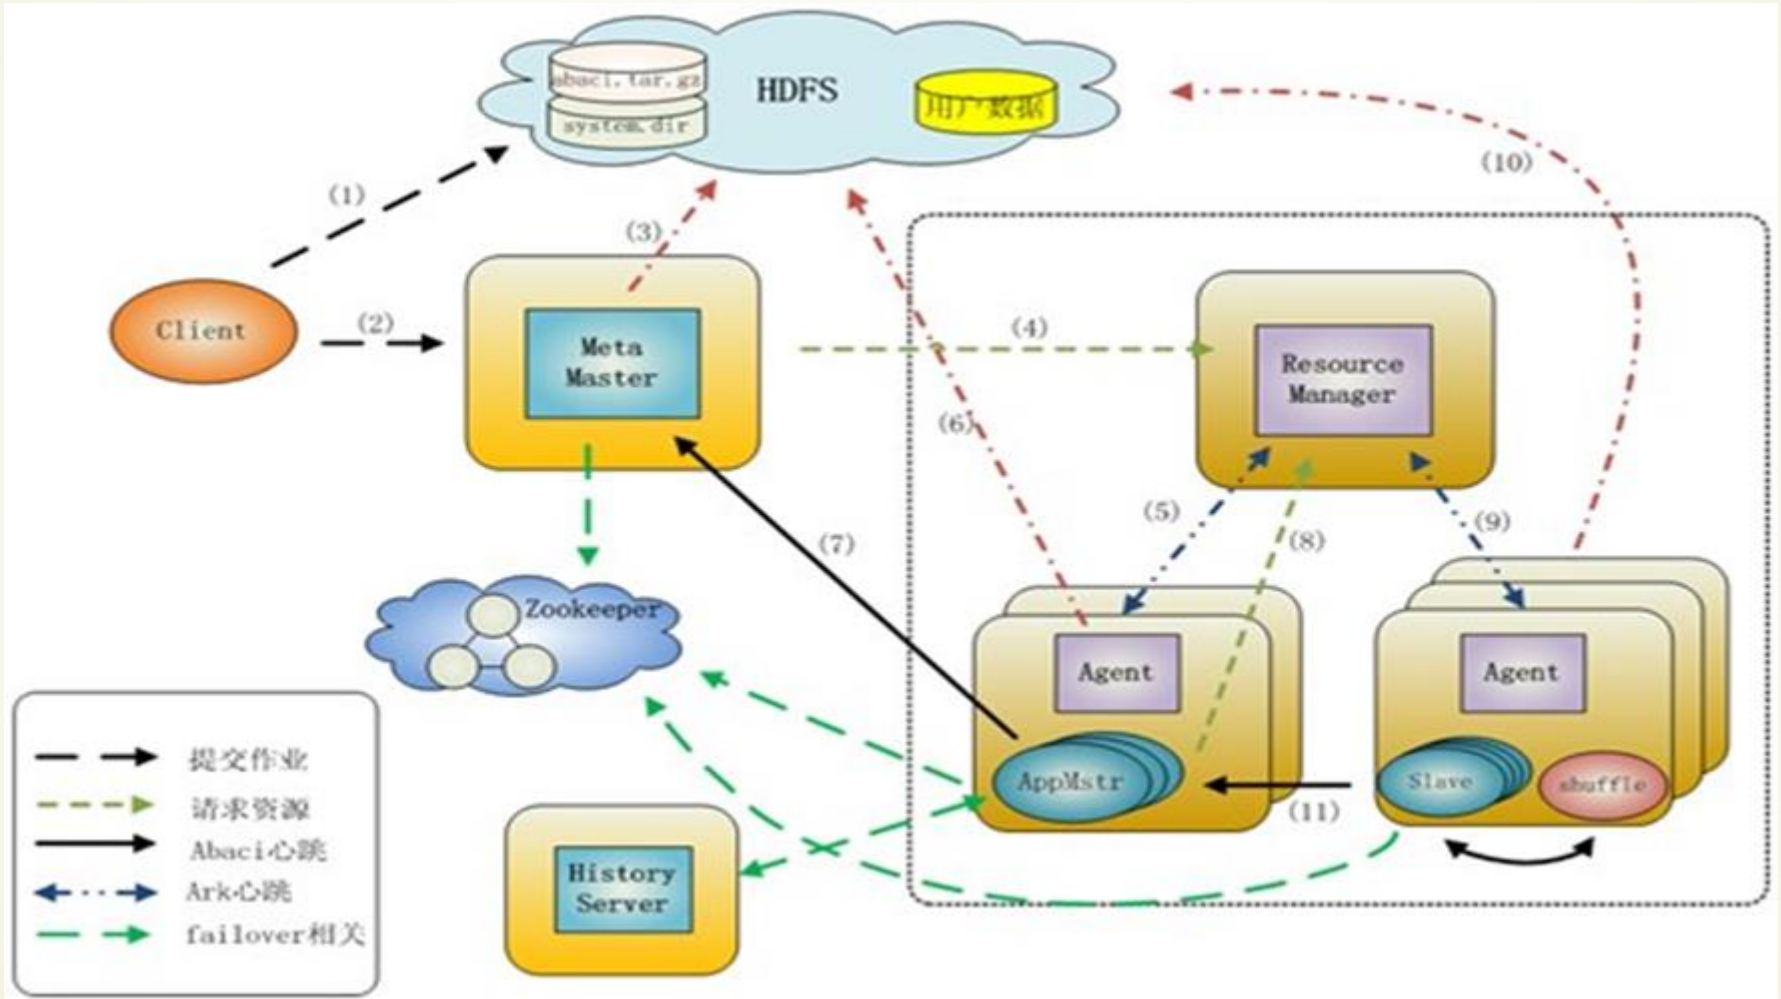 abaci.tar.gz
system.dir
HDFS
用户数据
(1)
(10)
(3)
Client
(2)
Meta
Master
(4)
Resource
Manager
(6)
(5)
(9)
(7)
(8)
Zookeeper
Agent
Agent
AppMstr
Slave
shuffle
(11)
History
Server
提交作业
请求资源
Abaci心跳
Ark心跳
failover相关